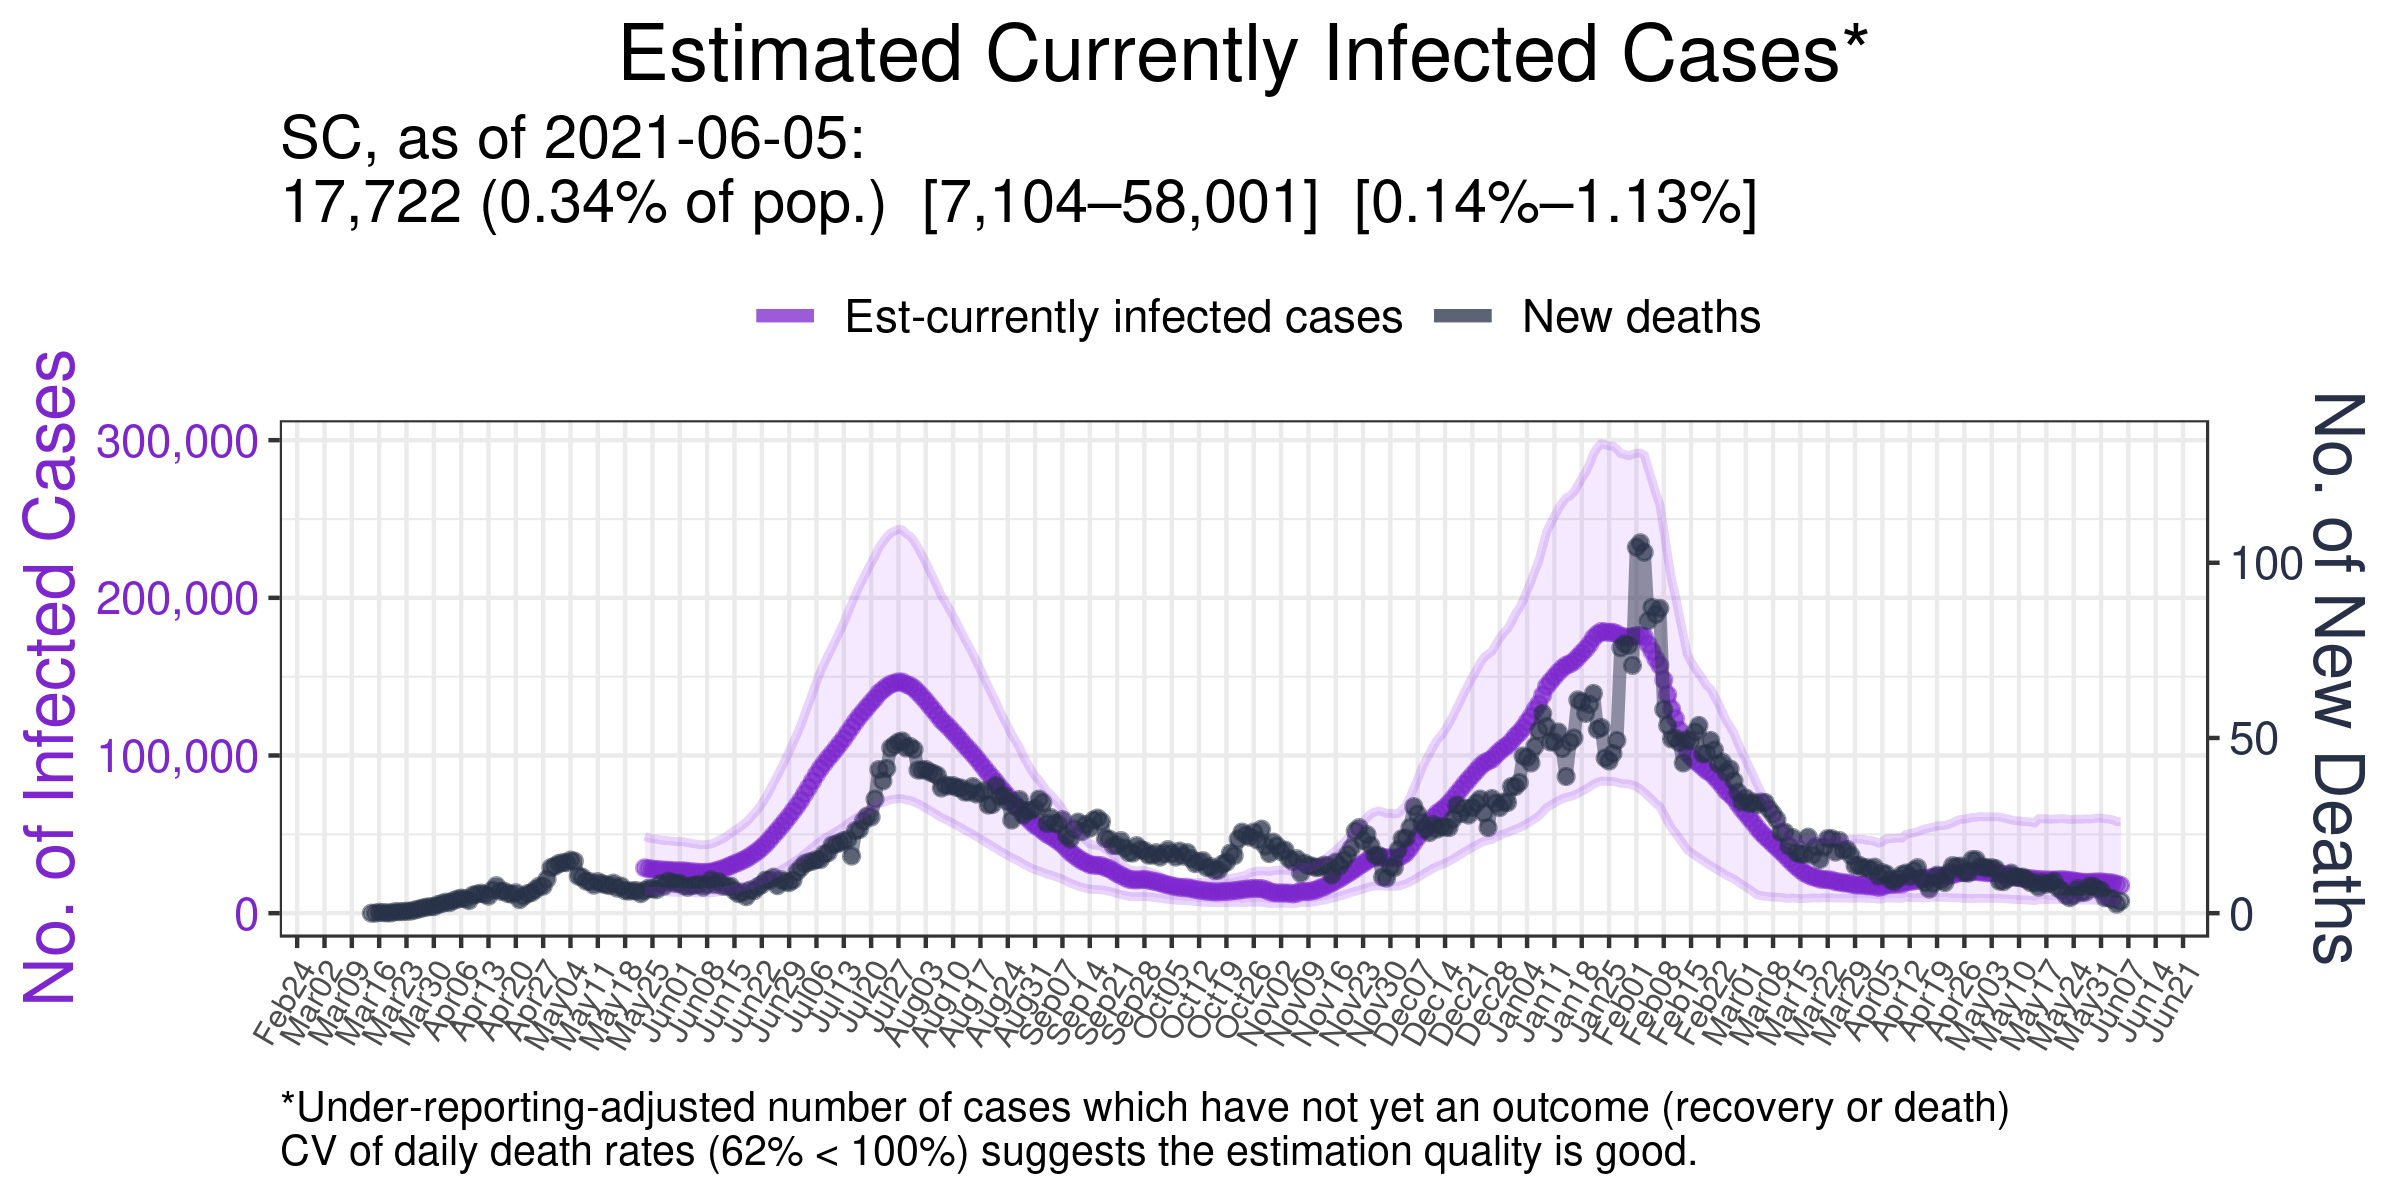 Estimated Currently Infected Cases*
SC, as of 2021-06-05:
17,722 (0.34% of pop.) [7,104–58,001] [0.14%–1.13%]
Est-currently infected cases
New deaths
No. of Infected Cases
300,000
200,000
100,000
0
No. of New Deaths
100
50
0
Feb24
Mar02
Mar09
Mar16
Mar23
Mar30
Apr06
Apr13
Apr20
Apr27
May04
May11
May18
May25
Jun01
Jun08
Jun15
Jun22
Jun29
Jul06
Jul13
Jul20
Jul27
Aug03
Aug10
Aug17
Aug24
Aug31
Sep07
Sep14
Sep21
Sep28
Oct05
Oct12
Oct19
Oct26
Nov02
Nov09
Nov16
Nov23
Nov30
Dec07
Dec14
Dec21
Dec28
Jan04
Jan11
Jan18
Jan25
Feb01
Feb08
Feb15
Feb22
Mar01
Mar08
Mar15
Mar22
Mar29
Apr05
Apr12
Apr19
Apr26
May03
May10
May17
May24
May31
Jun07
Jun14
Jun21
*Under-reporting-adjusted number of cases which have not yet an outcome (recovery or death)
CV of daily death rates (62% < 100%) suggests the estimation quality is good.